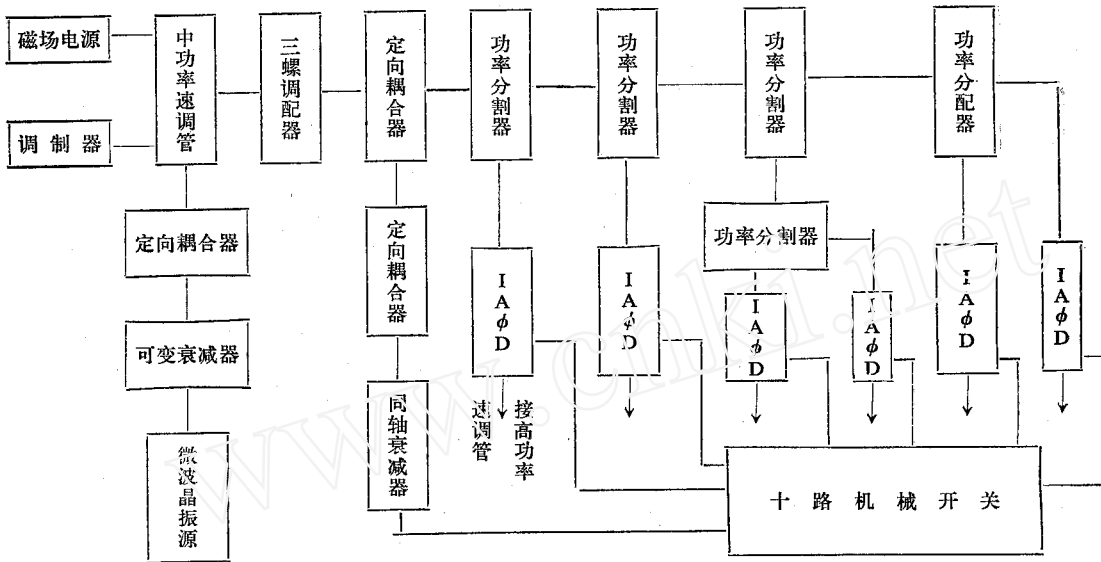 磁场电源
调制器
中功率速调管
三螺调配器
定向耦合器
功率分割器
功率分割器
功率分割器
功率分配器
定向耦合器
可变衰减器
微波晶振源
定向耦合器
同轴衰减器
功率分割器
IAφD
IAφD
IAφD
IAφD
IAφD
IAφD
接高功率
速调管
十路机械开关
www.cnki.net